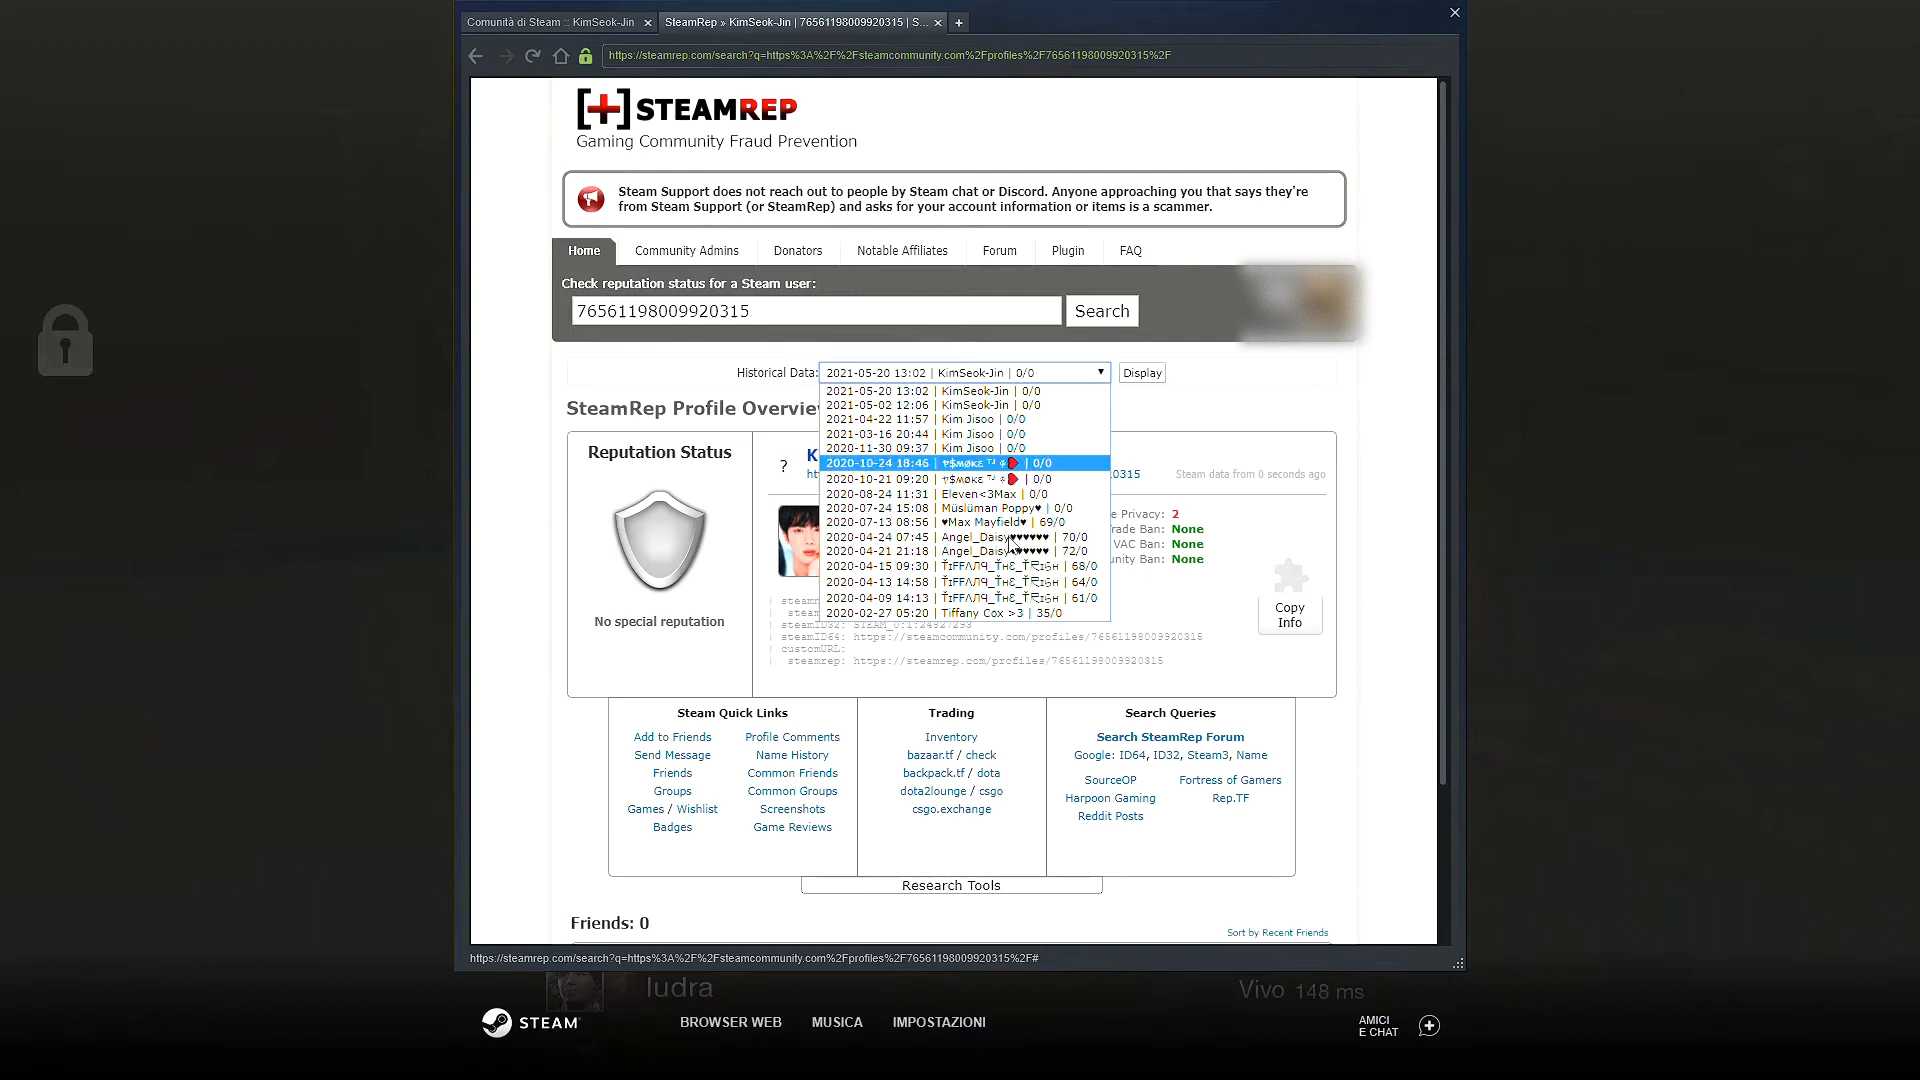 Comunità di Steam :: KimSeok-Jin
SteamRep » KimSeok-Jin | 76561198009920315 | S...
https://steamrep.com/search?q=https%3A%2F%2Fsteamcommunity.com%2Fprofiles%2F76561198009920315%2F
[+] STEAMREP
Gaming Community Fraud Prevention
Steam Support does not reach out to people by Steam chat or Discord. Anyone approaching you that says they're
from Steam Support (or SteamRep) and asks for your account information or items is a scammer.
Home Community Admins Donators Notable Affiliates Forum Plugin FAQ
Check reputation status for a Steam user:
76561198009920315 Search
Historical Data: 2021-05-20 13:02 | KimSeok-Jin | 0/0 Display
2021-05-20 13:02 | KimSeok-Jin | 0/0
2021-05-02 12:06 | KimSeok-Jin | 0/0
2021-04-22 11:57 | Kim Jisoo | 0/0
2021-03-16 20:44 | Kim Jisoo | 0/0
2020-11-30 09:37 | Kim Jisoo | 0/0
2020-10-24 18:46 | | 0/0
2020-10-21 09:20 | | 0/0
2020-08-24 11:31 | Eleven<3Max | 0/0
2020-07-24 15:08 | Müslüman Poppy♥ | 0/0
2020-07-13 08:56 | ♥Max Mayfield♥ | 69/0
2020-04-24 07:45 | Angel_Daisy♥♥♥♥♥♥ | 70/0
2020-04-21 21:18 | Angel_Daisy♥♥♥♥♥ | 72/0
2020-04-15 09:30 | | 68/0
2020-04-13 14:58 | | 64/0
2020-04-09 14:13 | | 61/0
2020-02-27 05:20 | Tiffany Cox >3 | 35/0
SteamRep Profile Overvie
Reputation Status
No special reputation
? K
ht
0315
Steam data from 0 seconds ago
e Privacy: 2
rade Ban: None
VAC Ban: None
unity Ban: None
Copy
Info
| steam
| steamID32: STEAM_0:1:24827293
| steamID64: https://steamcommunity.com/profiles/76561198009920315
| customURL:
| steamrep: https://steamrep.com/profiles/76561198009920315
Steam Quick Links
Add to Friends Profile Comments
Send Message Name History
Friends Common Friends
Groups Common Groups
Games / Wishlist Screenshots
Badges Game Reviews
Trading
Inventory
bazaar.tf / check
backpack.tf / dota
dota2lounge / csgo
csgo.exchange
Search Queries
Search SteamRep Forum
Google: ID64, ID32, Steam3, Name
SourceOP Fortress of Gamers
Harpoon Gaming Rep.TF
Reddit Posts
Research Tools
Friends: 0
Sort by Recent Friends
https://steamrep.com/search?q=https%3A%2F%2Fsteamcommunity.com%2Fprofiles%2F76561198009920315%2F#
ludra Vivo 148 ms
STEAM BROWSER WEB MUSICA IMPOSTAZIONI
AMICI
E CHAT